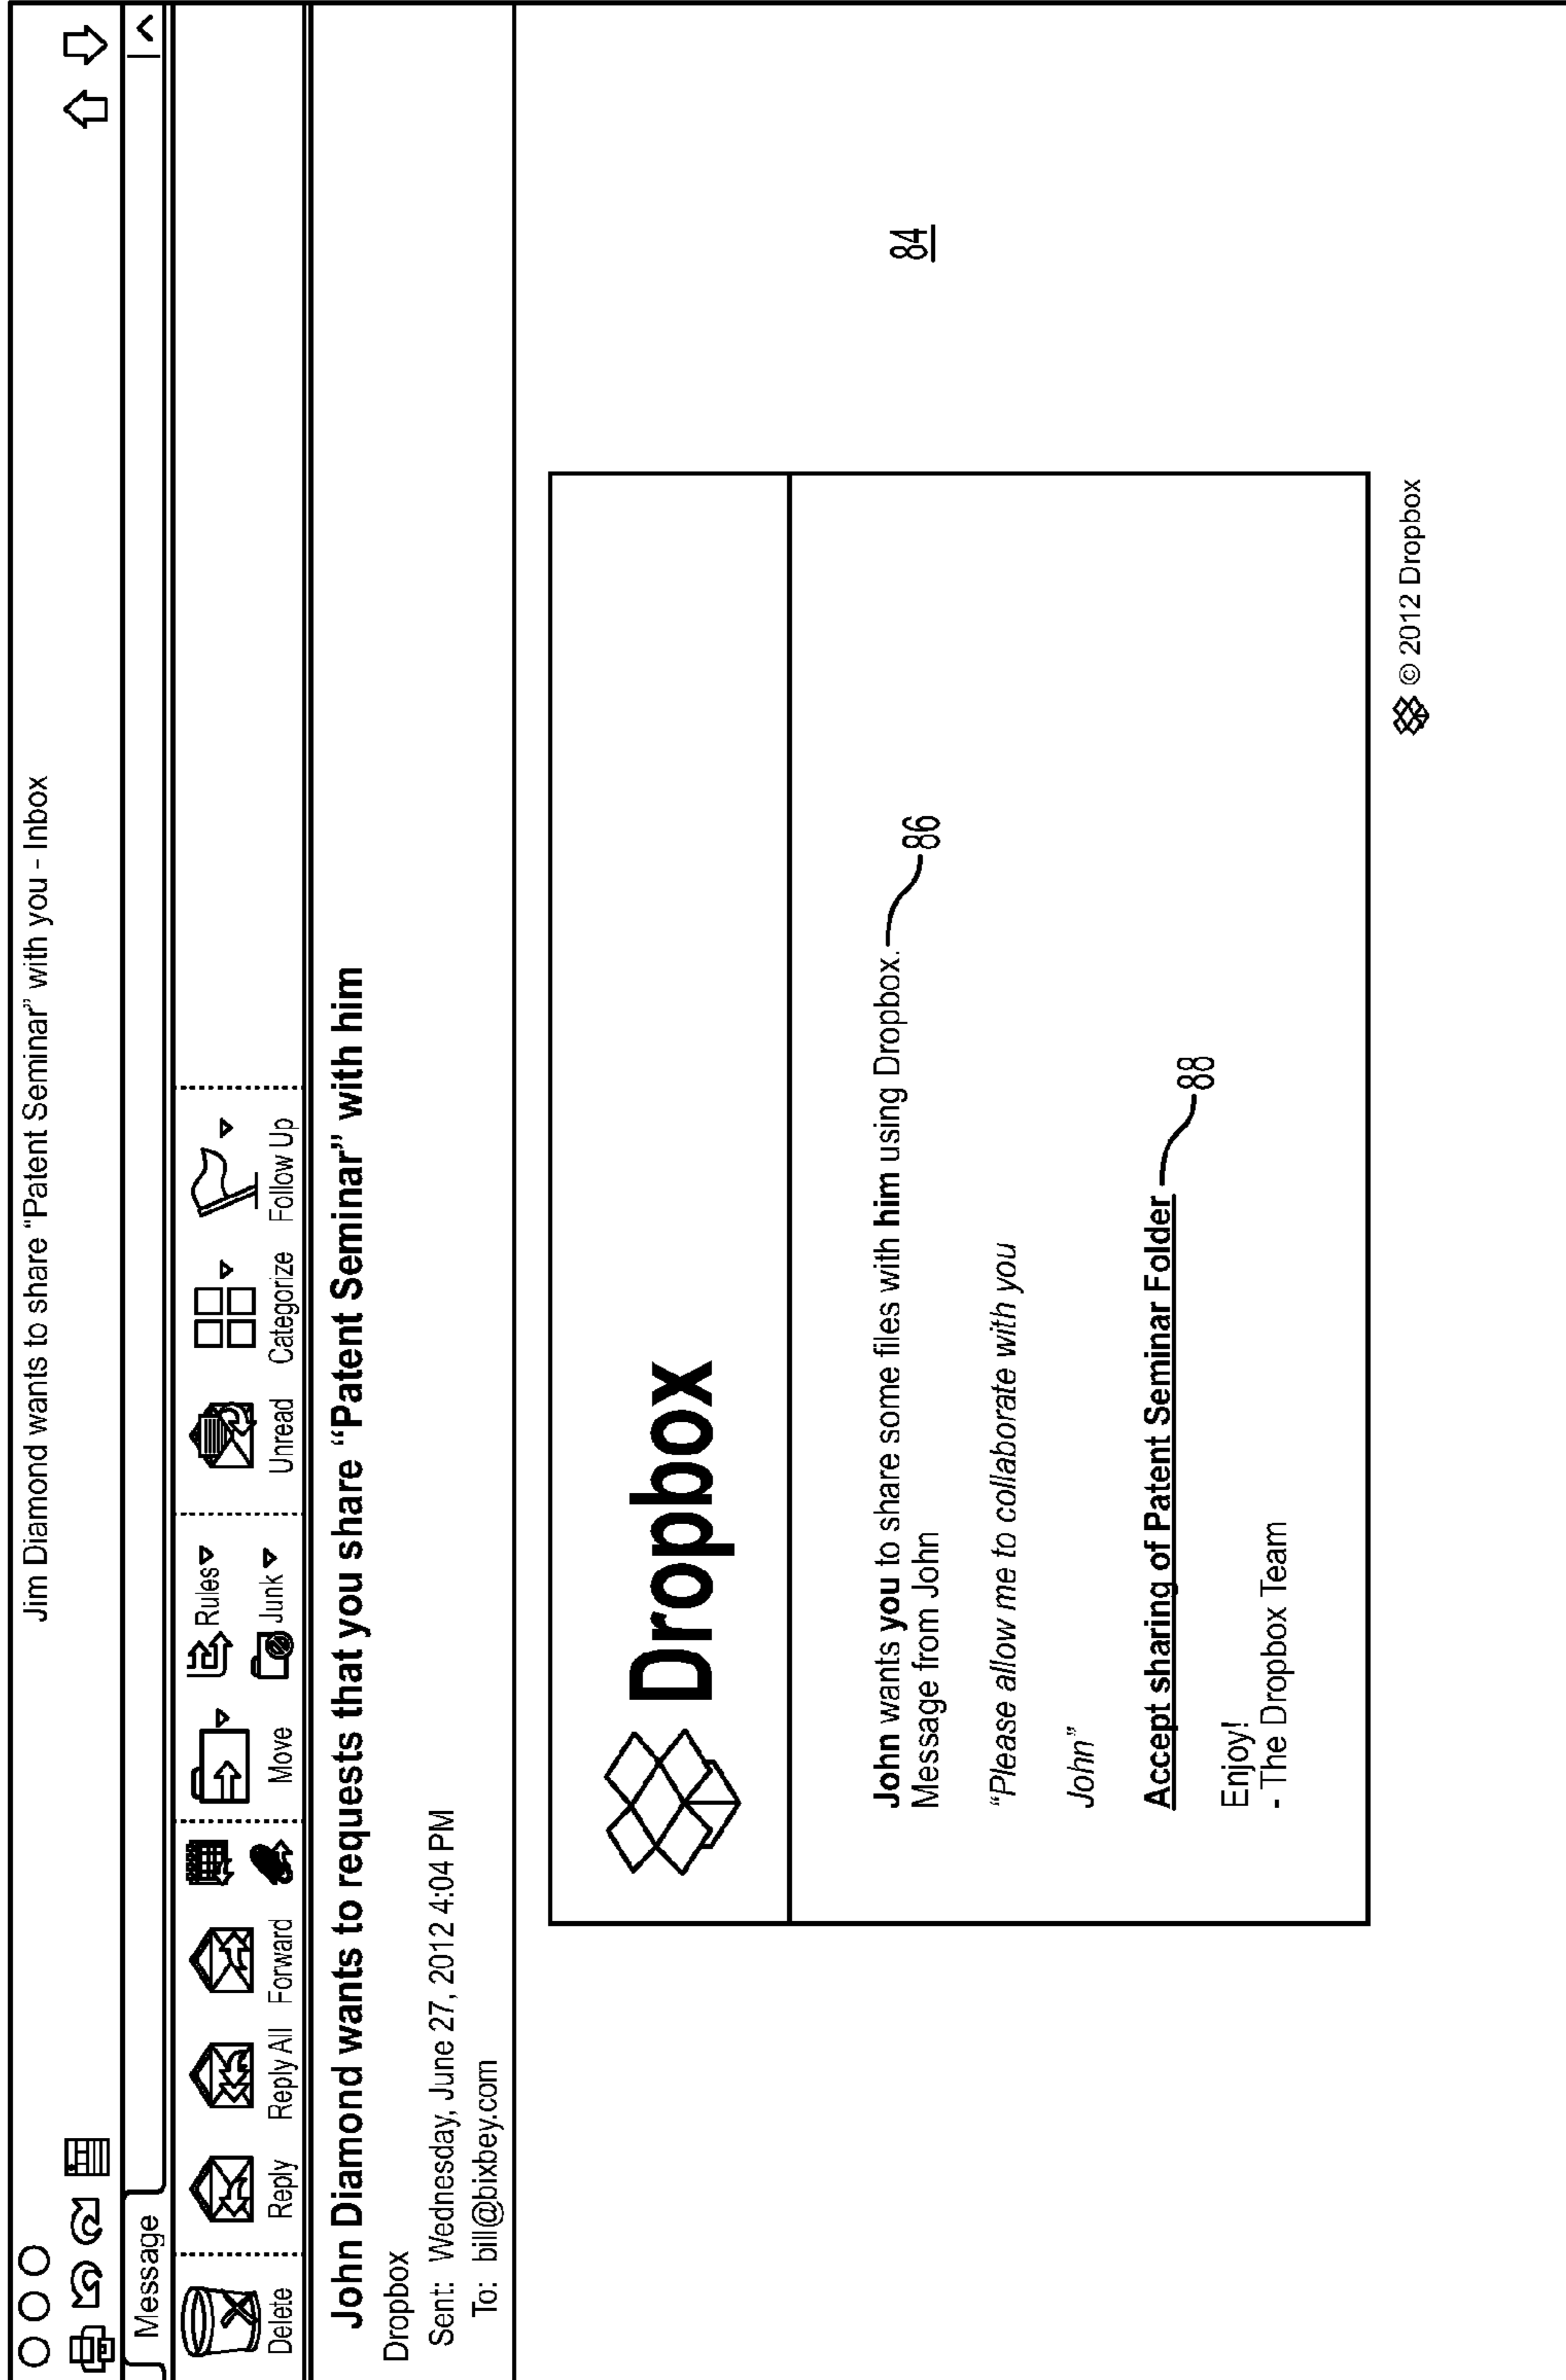 Jim Diamond wants to share “Patent Seminar” with you - Inbox
Message
Delete
Reply
Reply All
Forward
Move
Rules
Junk
Unread
Categorize
Follow Up
John Diamond wants to requests that you share “Patent Seminar” with him
Dropbox
Sent: Wednesday, June 27, 2012 4:04 PM
To: bill@bixbey.com
Dropbox
84
John wants you to share some files with him using Dropbox.
86
Message from John
“Please allow me to collaborate with you
John”
Accept sharing of Patent Seminar Folder
88
Enjoy!
- The Dropbox Team
© 2012 Dropbox